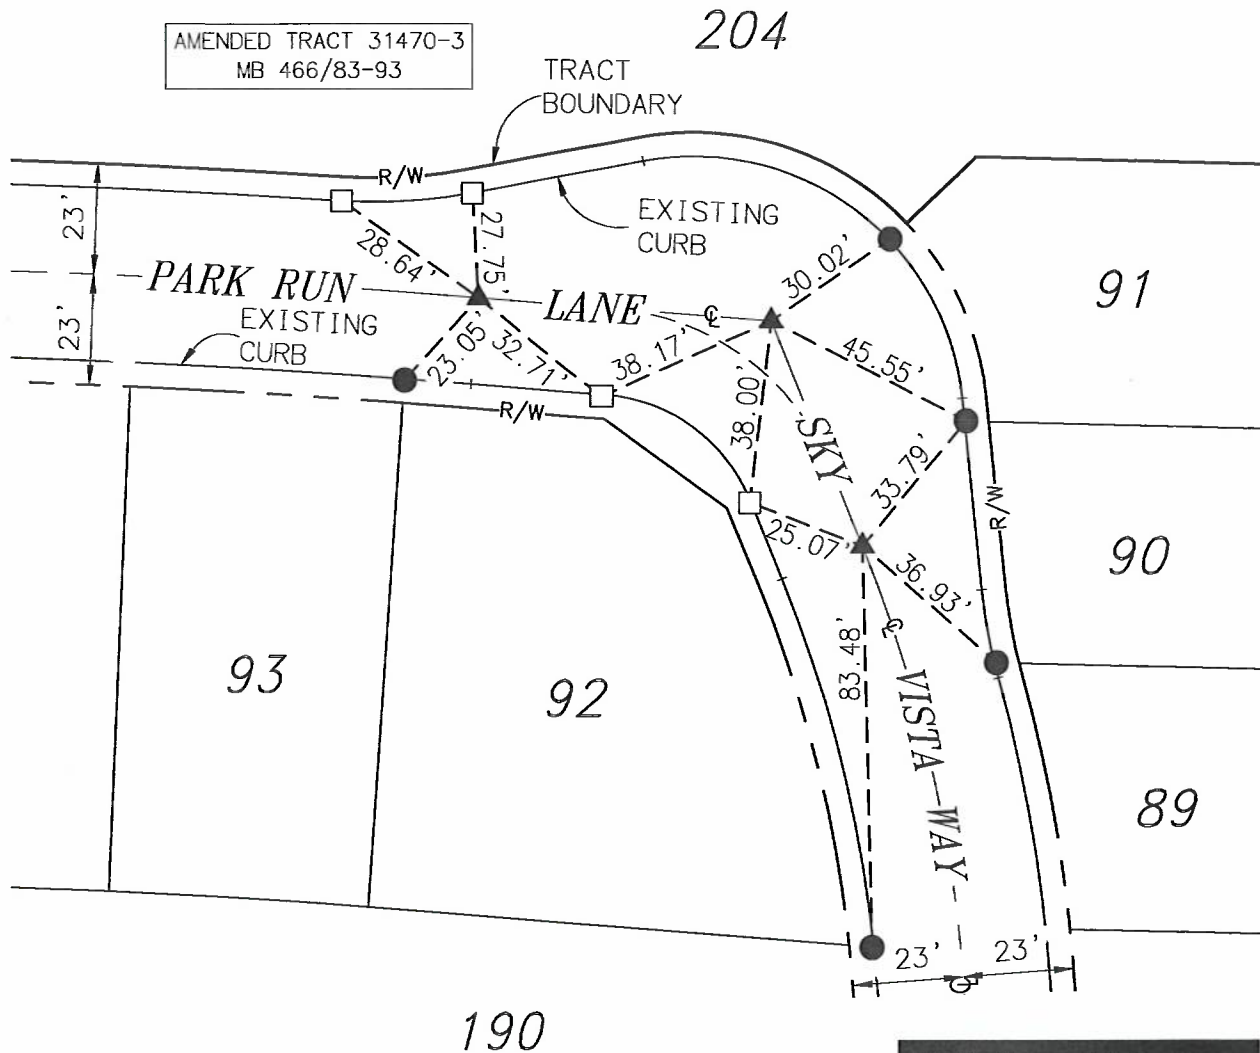 204
AMENDED TRACT 31470-3
MB 466/83-93
TRACT
BOUNDARY
R/W
EXISTING
CURB
23'
23'
28.64'
27.75'
30.02'
91
PARK RUN LANE
℄
EXISTING
CURB
23.05'
32.71'
38.17'
45.55'
R/W
38.00'
SKY VISTA WAY
33.79'
R/W
25.07'
90
36.93'
83.48'
℄
93
92
89
23'
23'
℄
190